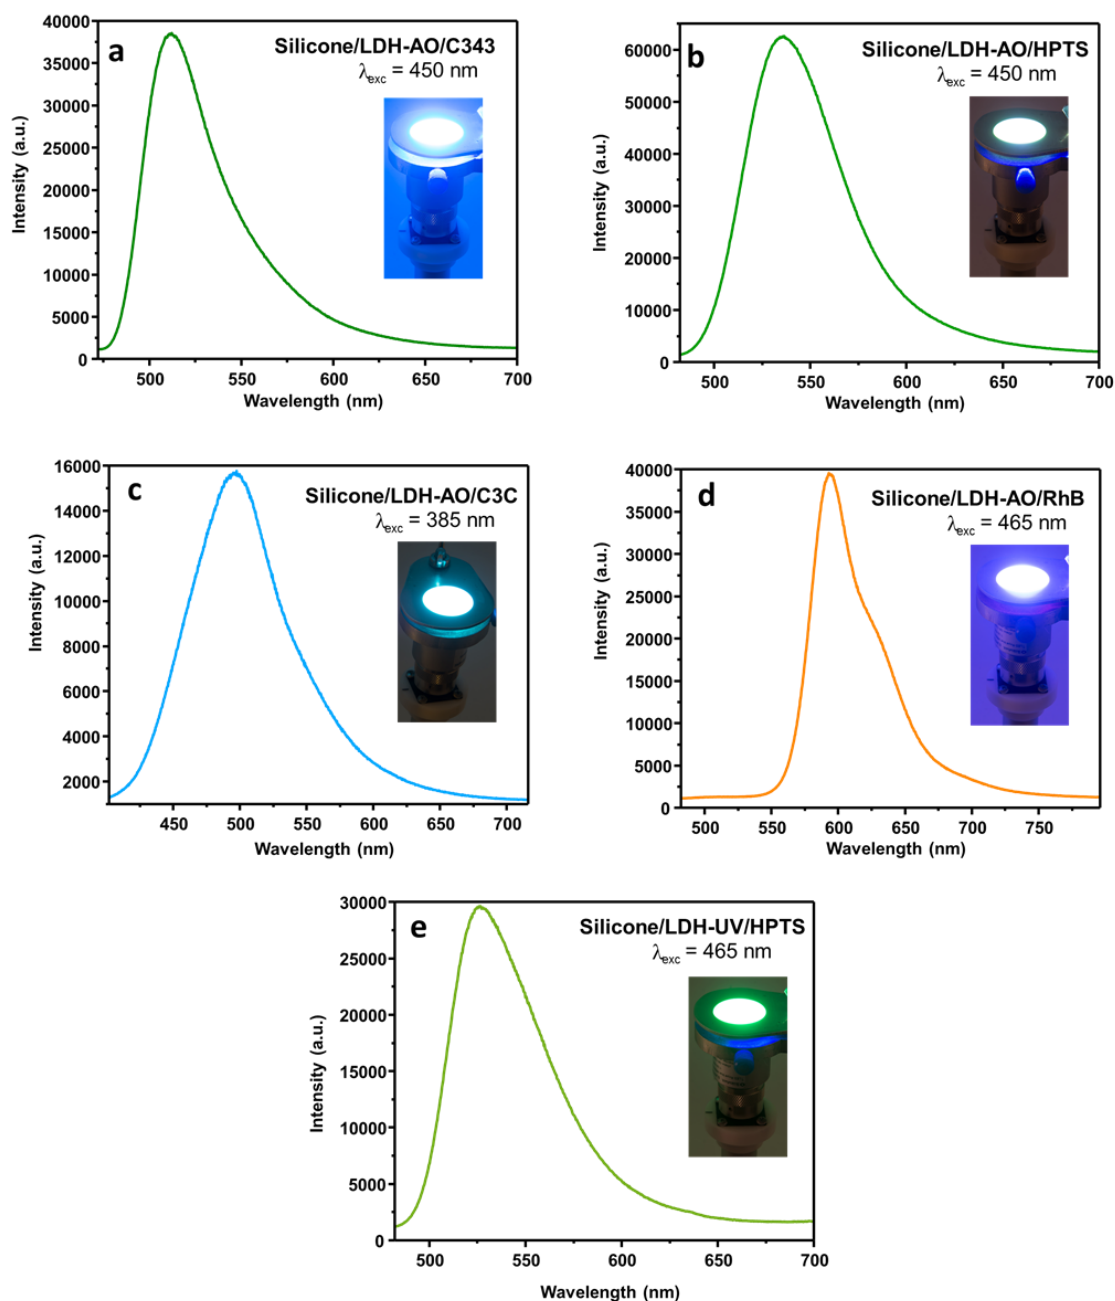 a
Silicone/LDH-AO/C343
λexc = 450 nm
Intensity (a.u.)
40000
35000
30000
25000
20000
15000
10000
5000
0
500
550
600
650
700
Wavelength (nm)
b
Silicone/LDH-AO/HPTS
λexc = 450 nm
Intensity (a.u.)
60000
50000
40000
30000
20000
10000
0
500
550
600
650
700
Wavelength (nm)
c
Silicone/LDH-AO/C3C
λexc = 385 nm
Intensity (a.u.)
16000
14000
12000
10000
8000
6000
4000
2000
450
500
550
600
650
700
Wavelength (nm)
d
Silicone/LDH-AO/RhB
λexc = 465 nm
Intensity (a.u.)
40000
35000
30000
25000
20000
15000
10000
5000
0
500
550
600
650
700
750
Wavelength (nm)
e
Silicone/LDH-UV/HPTS
λexc = 465 nm
Intensity (a.u.)
30000
25000
20000
15000
10000
5000
0
500
550
600
650
700
Wavelength (nm)